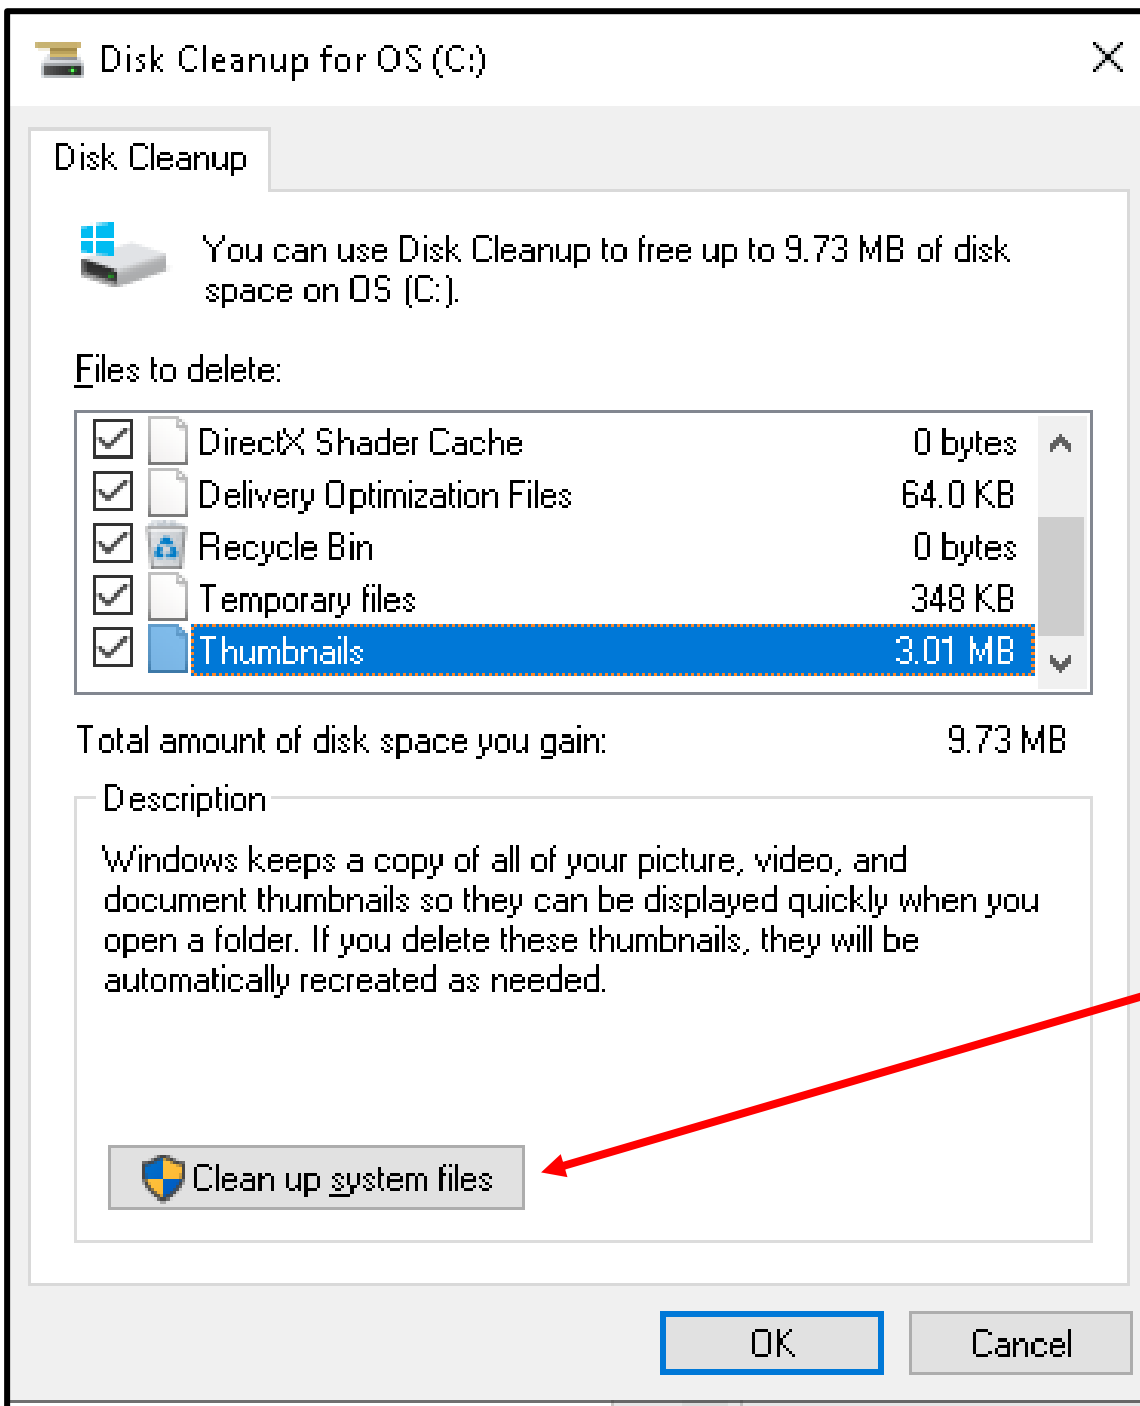 Disk Cleanup for OS (C:)
Disk Cleanup
You can use Disk Cleanup to free up to 9.73 MB of disk
space on OS (C:).
Files to delete:
DirectX Shader Cache 0 bytes
Delivery Optimization Files 64.0 KB
Recycle Bin 0 bytes
Temporary files 348 KB
Thumbnails 3.01 MB
Total amount of disk space you gain: 9.73 MB
Description
Windows keeps a copy of all of your picture, video, and
document thumbnails so they can be displayed quickly when you
open a folder. If you delete these thumbnails, they will be
automatically recreated as needed.
Clean up system files
OK Cancel